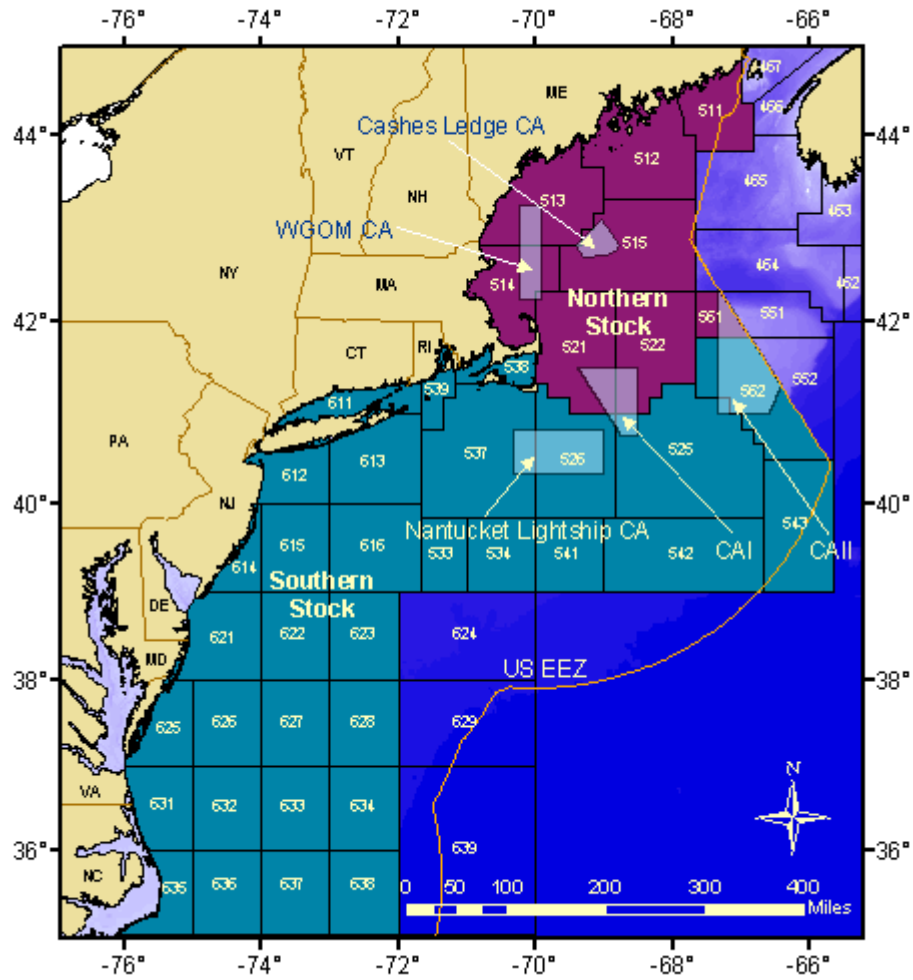 -76° -74° -72° -70° -68° -66°
467
ME
511
466
44°
44°
Cashes Ledge CA
512
VT
465
NH
513
463
WGOM CA
515
NY
464
462
MA
514
Northern
Stock
561
551
42°
42°
CT
RI
521
522
538
552
562
539
611
PA
537
525
613
526
612
40°
40°
NJ
Nantucket Lightship CA
543
615
616
533
534
541
542
CAI
CAII
614
Southern
Stock
DE
621
622
623
624
MD
US EEZ
38°
38°
625
626
627
628
629
N
VA
631
632
633
634
36°
36°
639
NC
635
636
637
638
0 50 100 200 300 400
Miles
-76° -74° -72° -70° -68° -66°